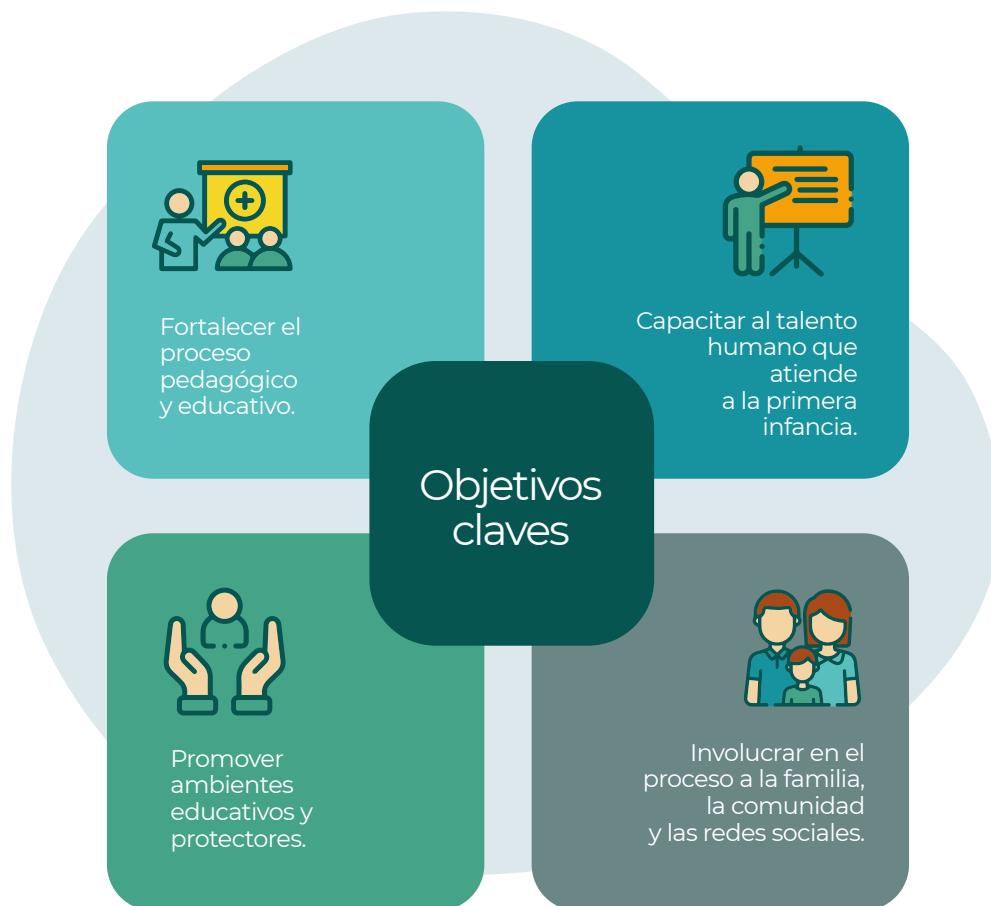 Fortalecer el
proceso
pedagógico
y educativo.
Capacitar al talento
humano que
atiende
a la primera
infancia.
Objetivos
claves
Promover
ambientes
educativos y
protectores.
Involucrar en el
proceso a la familia,
la comunidad
y las redes sociales.